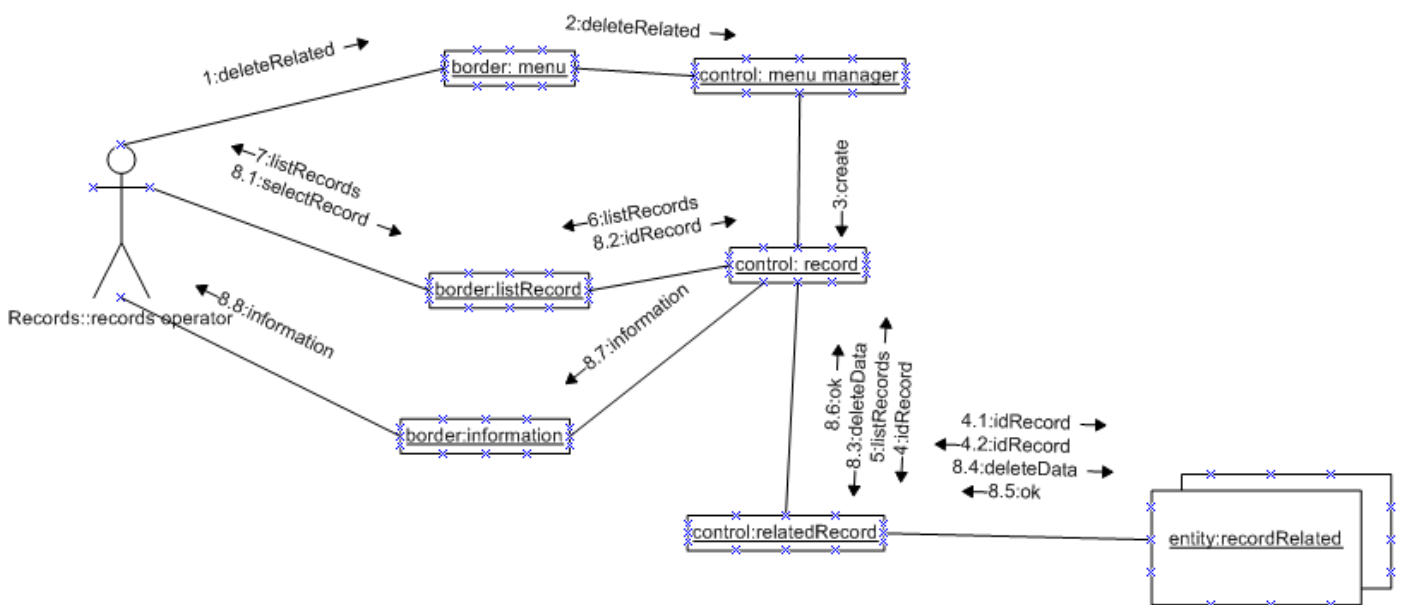 2:deleteRelated
1:deleteRelated
border: menu
control: menu manager
7:listRecords
8.1:selectRecord
3:create
6:listRecords
8.2:idRecord
control: record
border:listRecord
Records::records operator
8.8:information
8.7:information
8.6:ok
8.3:deleteData
5:listRecords
4:idRecord
border:information
4.1:idRecord
4.2:idRecord
8.4:deleteData
8.5:ok
control:relatedRecord
entity:recordRelated